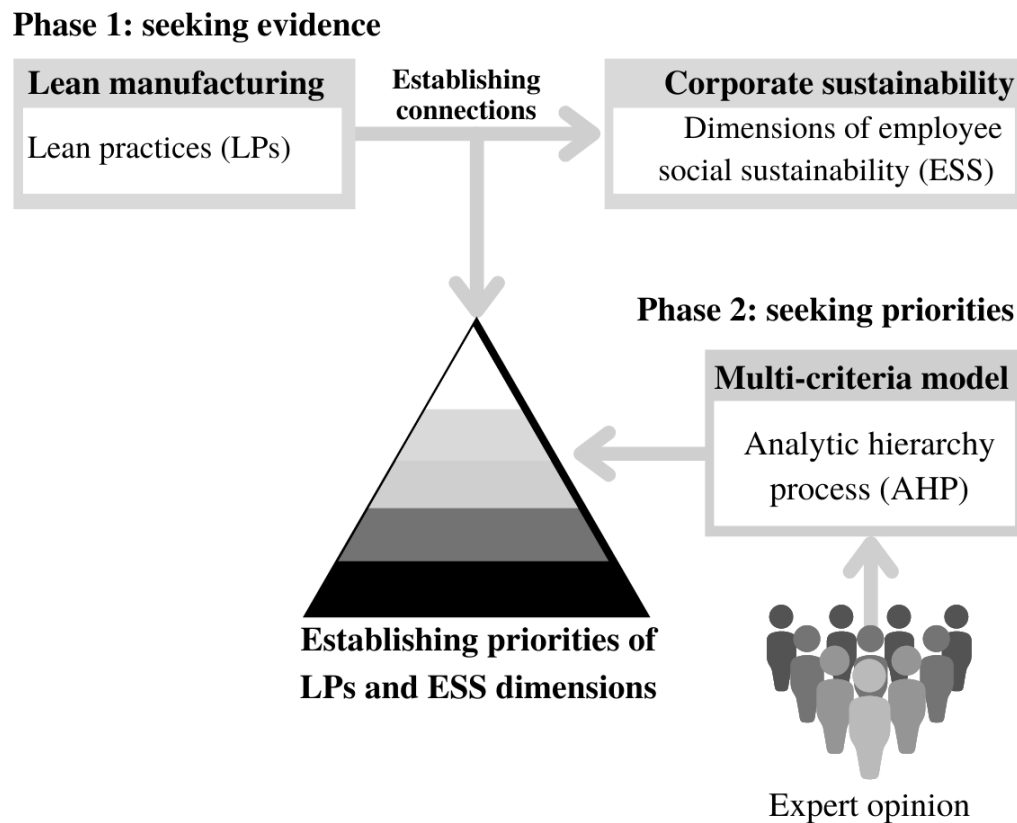 Phase 1: seeking evidence
Lean manufacturing
Lean practices (LPs)
Establishing
connections
Corporate sustainability
Dimensions of employee
social sustainability (ESS)
Phase 2: seeking priorities
Multi-criteria model
Analytic hierarchy
process (AHP)
Establishing priorities of
LPs and ESS dimensions
Expert opinion